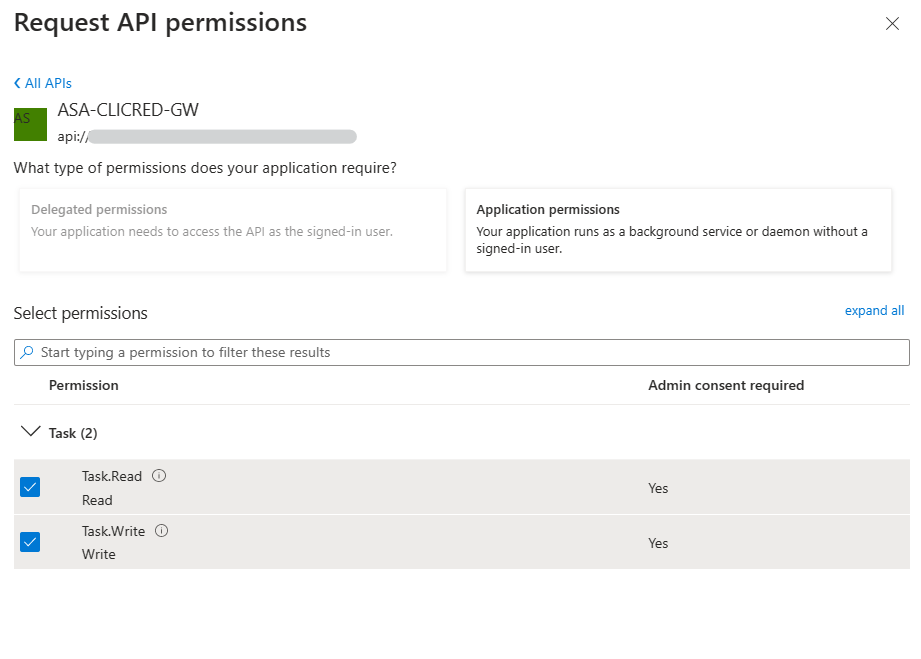 Request API permissions
All APIs
AS
ASA-CLICRED-GW
api://
What type of permissions does your application require?
Delegated permissions
Your application needs to access the API as the signed-in user.
Application permissions
Your application runs as a background service or daemon without a
signed-in user.
Select permissions
expand all
Start typing a permission to filter these results
Permission
Admin consent required
Task (2)
Task.Read
Read
Yes
Task.Write
Write
Yes